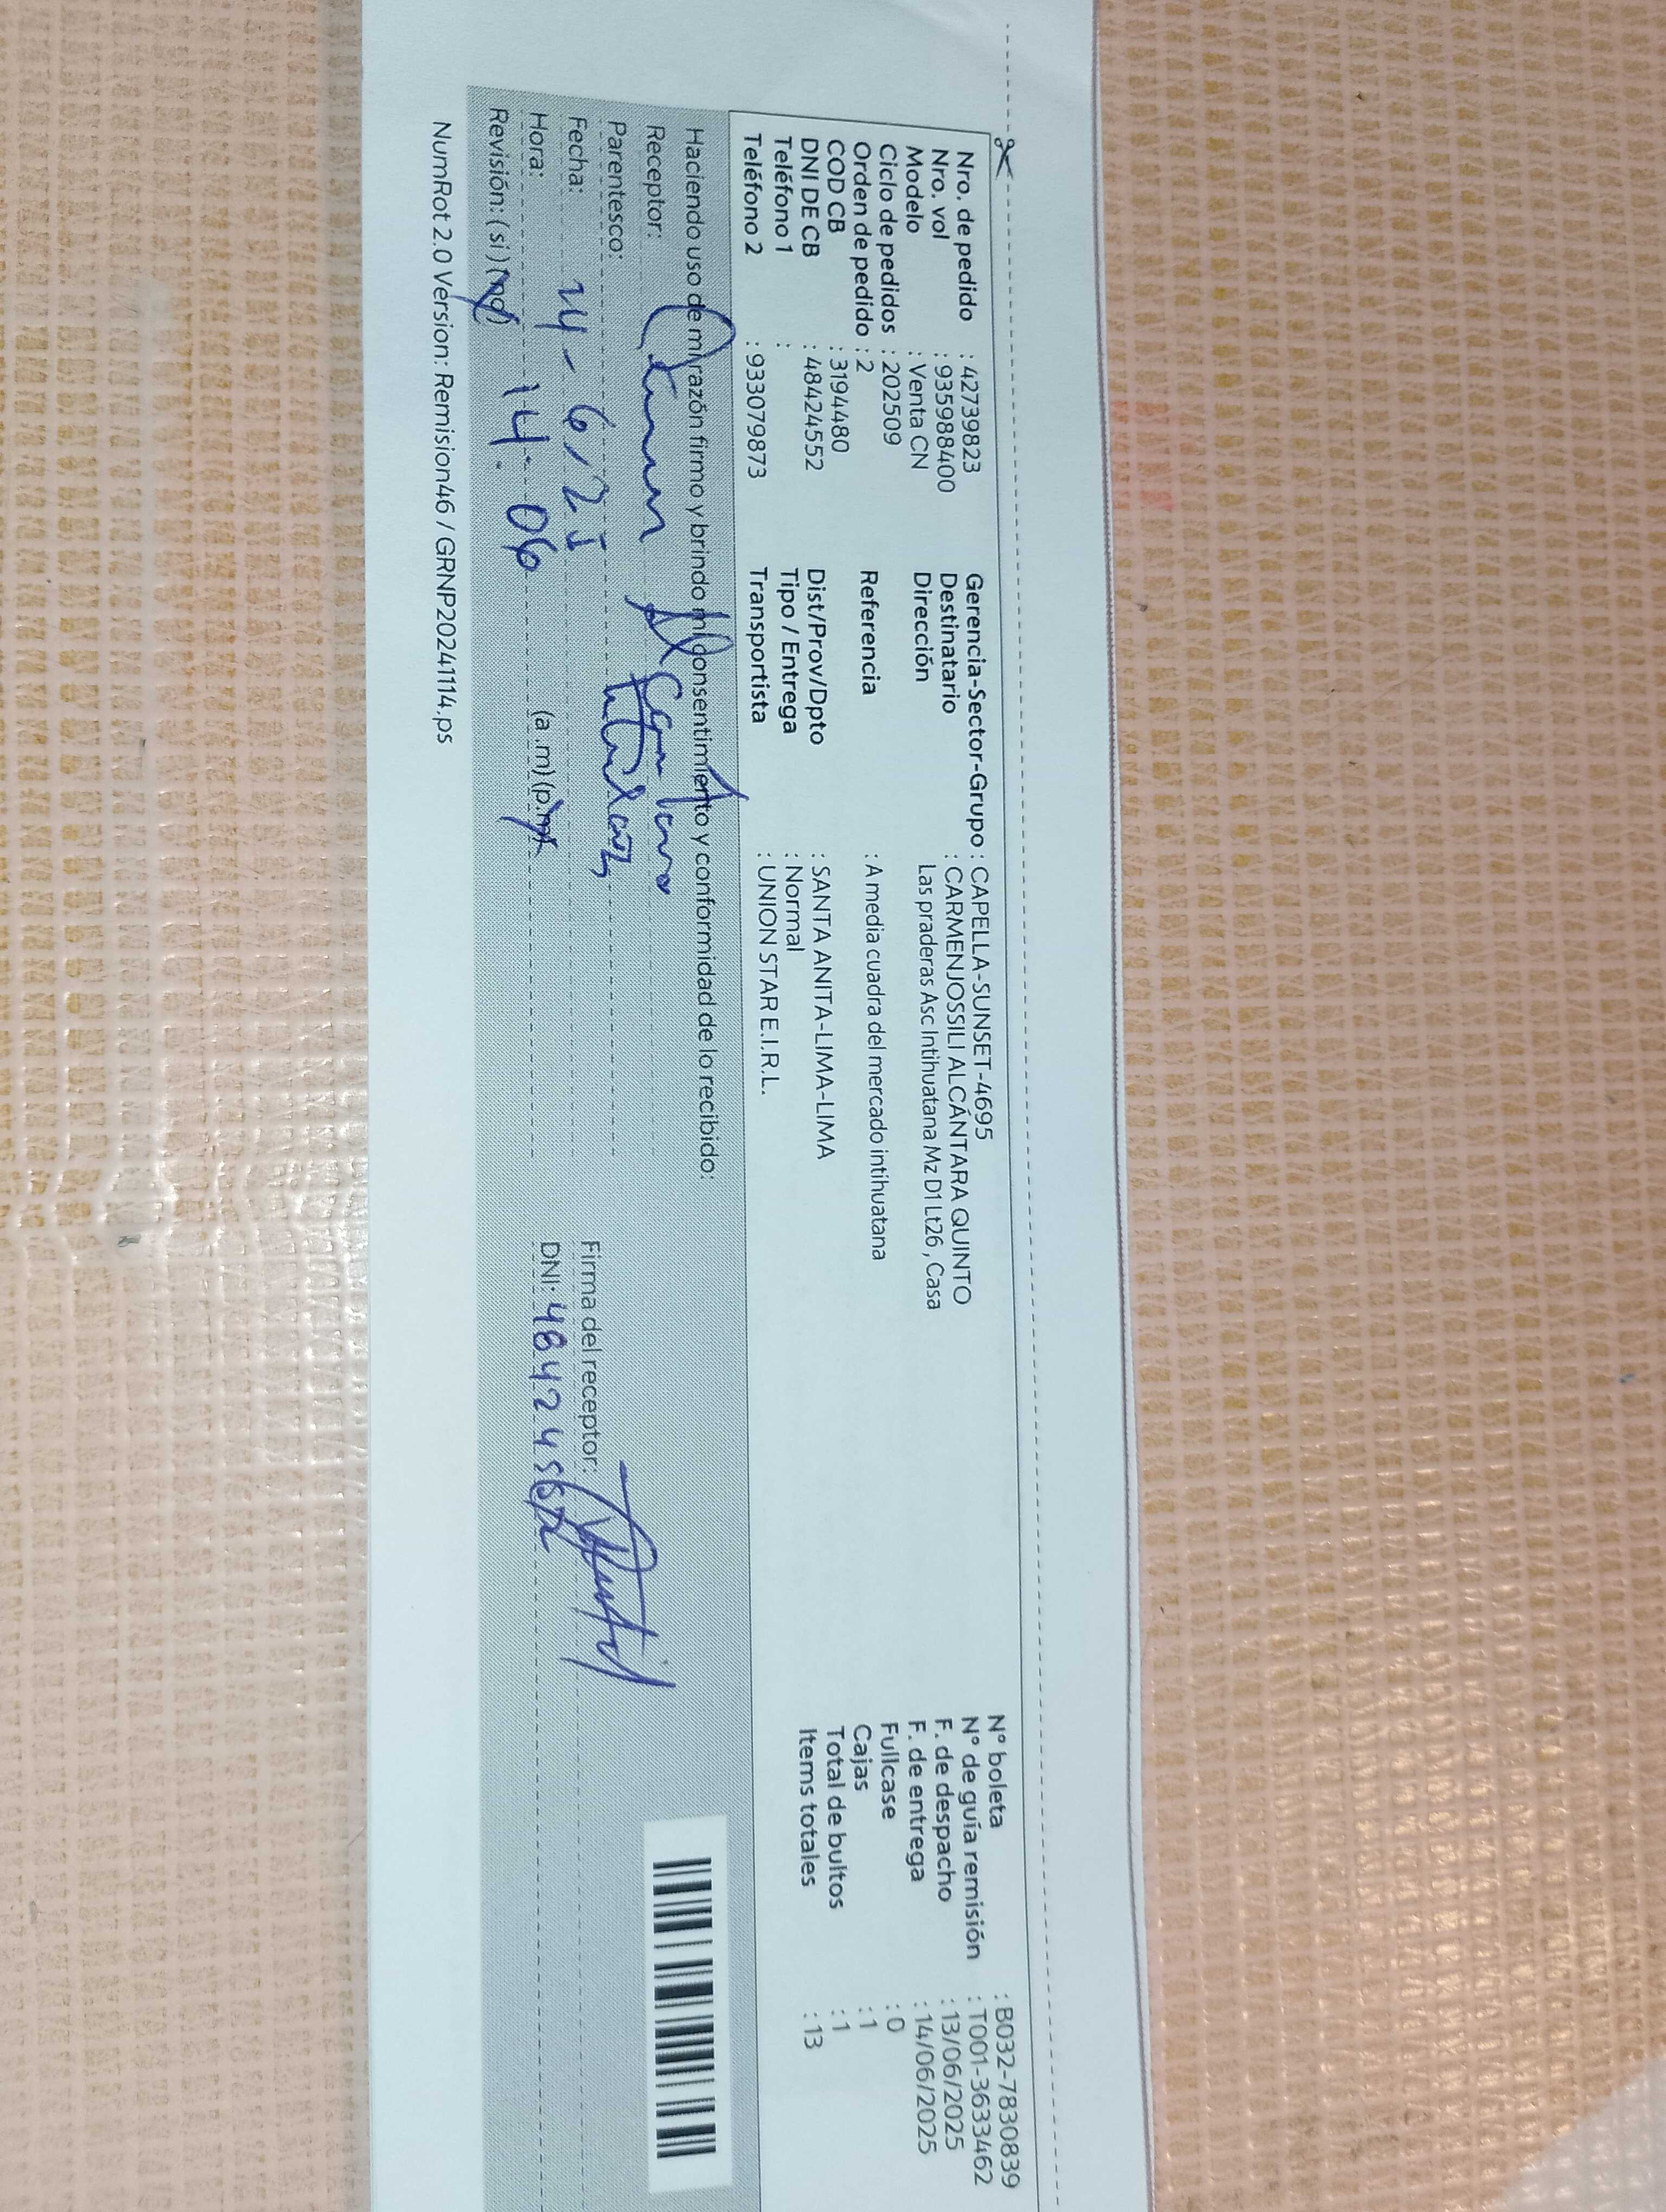 Nro. de pedido : 42739823
Nro. vol : 935988400
Modelo : Venta CN
Ciclo de pedidos : 202509
Orden de pedido : 2
COD CB : 3194480
DNI DE CB : 48424552
Teléfono 1 :
Teléfono 2 : 933079873
Gerencia-Sector-Grupo : CAPELLA-SUNSET-4695
Destinatario : CARMENJOSSILI ALCÁNTARA QUINTO
Dirección Las praderas Asc Intihuatana Mz D1 Lt26 , Casa
Referencia : A media cuadra del mercado intihuatana
Dist/Prov/Dpto : SANTA ANITA-LIMA-LIMA
Tipo / Entrega : Normal
Transportista : UNION STAR E.I.R.L.
N° boleta : B032-7830839
N° de guía remisión : T001-3633462
F. de despacho : 13/06/2025
F. de entrega : 14/06/2025
Fullcase : 0
Cajas : 1
Total de bultos : 1
Items totales : 13
Haciendo uso de mi razón firmo y brindo mi consentimiento y conformidad de lo recibido:
Receptor: Carmen Alcantara
Parentesco: titular
Fecha: 14-6/25
Hora: 14:06 (a .m) (p.m)
Revisión: ( si ) (no)
Firma del receptor:
DNI: 48424552
NumRot 2.0 Version: Remision46 / GRNP20241114.ps